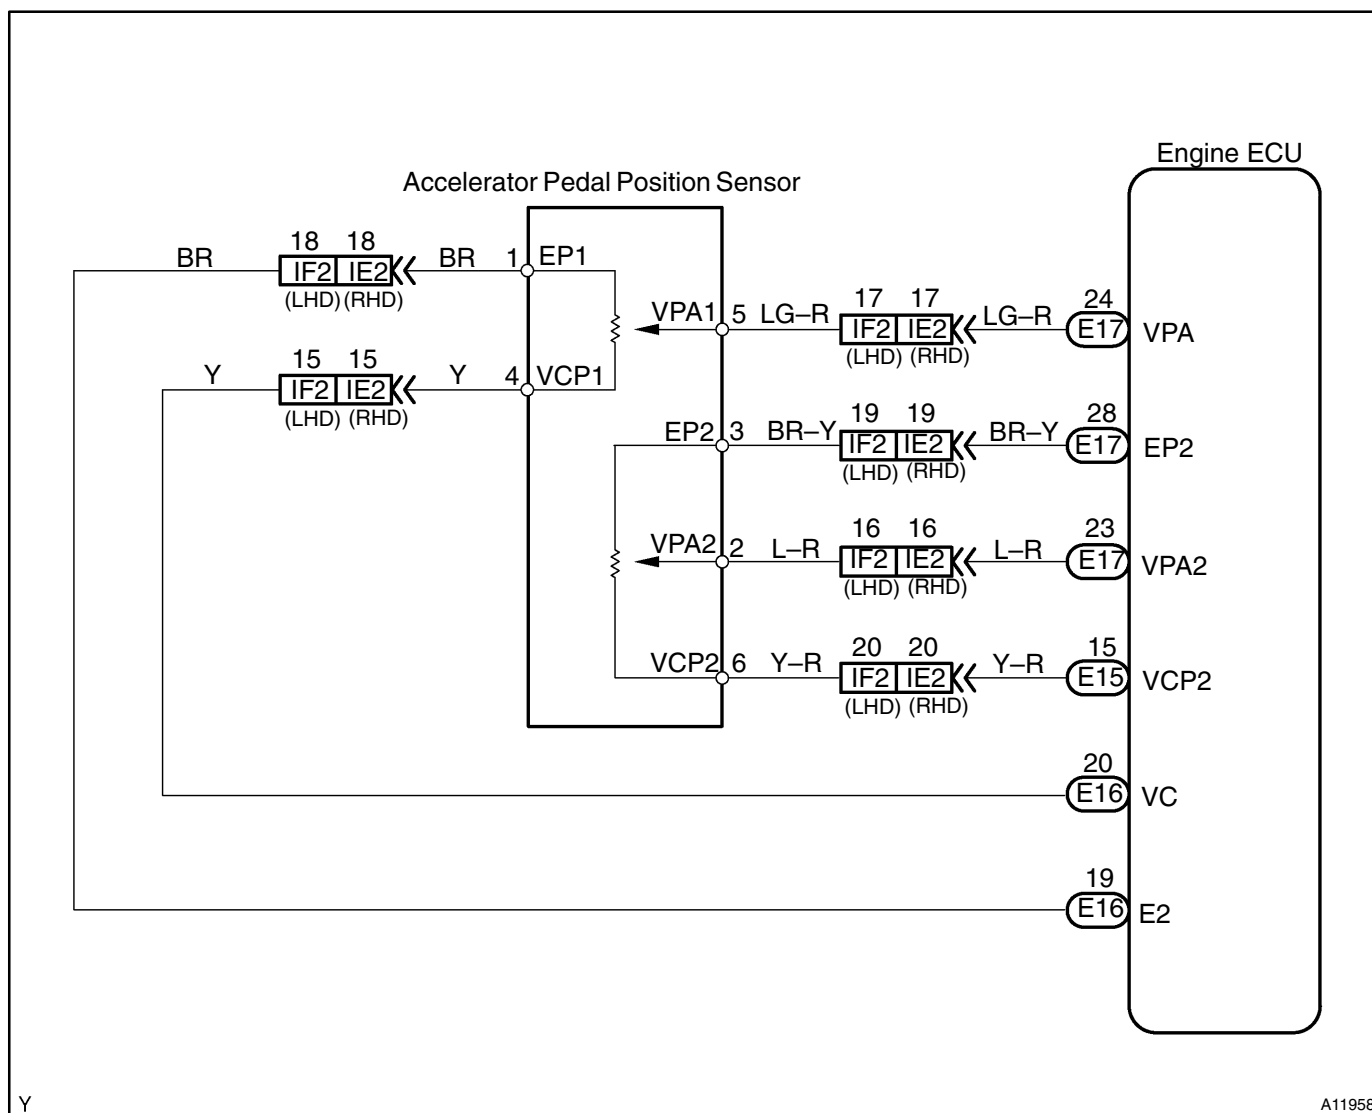 Engine ECU
Accelerator Pedal Position Sensor
BR 18 18 BR 1 EP1
IF2 IE2
(LHD) (RHD)
VPA1 5 LG–R 17 17 LG–R 24
IF2 IE2 E17 VPA
(LHD) (RHD)
Y 15 15 Y 4 VCP1
IF2 IE2
(LHD) (RHD)
EP2 3 BR–Y 19 19 BR–Y 28
IF2 IE2 E17 EP2
(LHD) (RHD)
VPA2 2 L–R 16 16 L–R 23
IF2 IE2 E17 VPA2
(LHD) (RHD)
VCP2 6 Y–R 20 20 Y–R 15
IF2 IE2 E15 VCP2
(LHD) (RHD)
20
E16 VC
19
E16 E2
Y
A11958